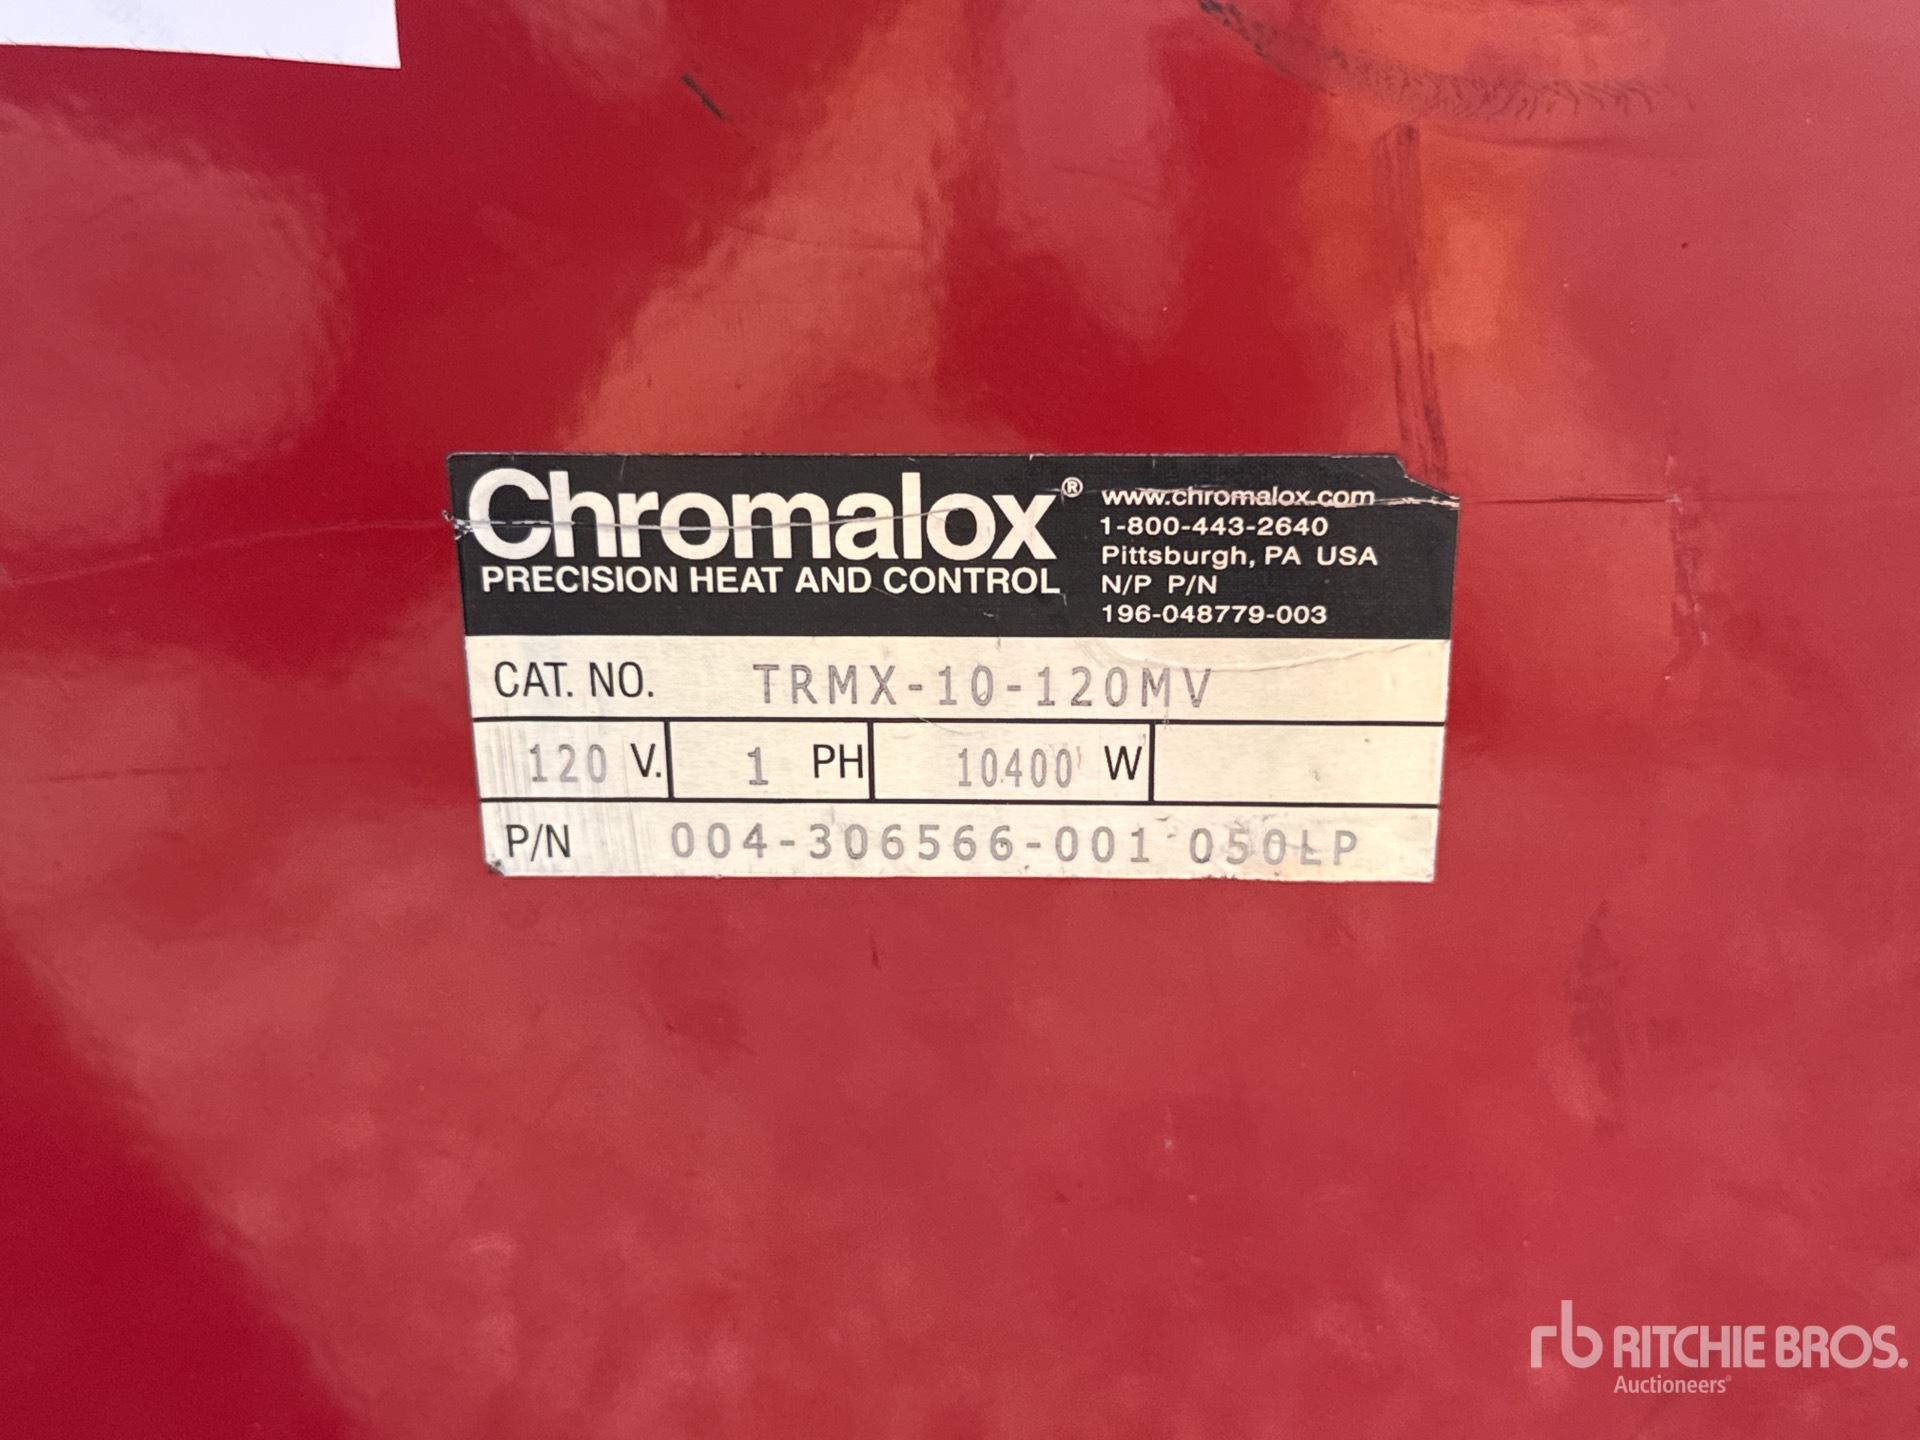 Chromalox®
PRECISION HEAT AND CONTROL
www.chromalox.com
1-800-443-2640
Pittsburgh, PA USA
N/P P/N
196-048779-003
CAT. NO. TRMX-10-120MV
120 V. 1 PH 10400 W
P/N 004-306566-001 050LP
rb RITCHIE BROS.
Auctioneers